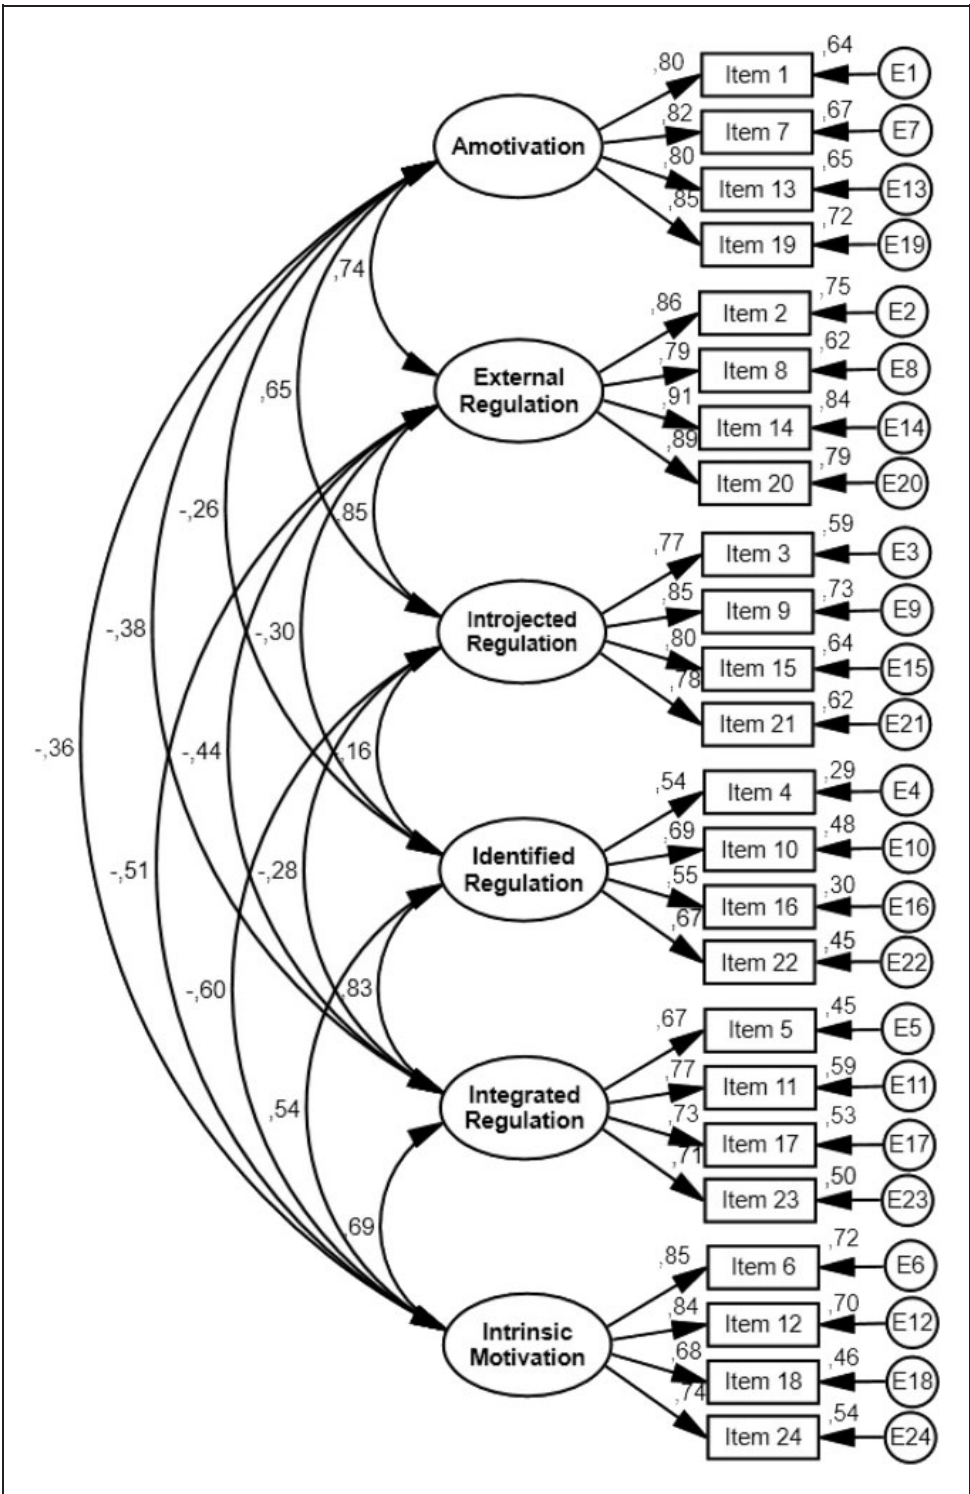 ,80 Item 1 ,64 E1
Amotivation
,82 Item 7 ,67 E7
,80 Item 13 ,65 E13
,85 Item 19 ,72 E19
,74
,86 Item 2 ,75 E2
External
Regulation
,79 Item 8 ,62 E8
,65
,91 Item 14 ,84 E14
,89 Item 20 ,79 E20
-,26
,85
,77 Item 3 ,59 E3
Introjected
Regulation
,85 Item 9 ,73 E9
-,38
-,30
,80 Item 15 ,64 E15
,78 Item 21 ,62 E21
-,36
-,44
,16
,54 Item 4 ,29 E4
Identified
Regulation
,69 Item 10 ,48 E10
-,51
-,28
,55 Item 16 ,30 E16
,67 Item 22 ,45 E22
-,60
,83
,67 Item 5 ,45 E5
Integrated
Regulation
,77 Item 11 ,59 E11
,54
,73 Item 17 ,53 E17
,71 Item 23 ,50 E23
,69
,85 Item 6 ,72 E6
Intrinsic
Motivation
,84 Item 12 ,70 E12
,68 Item 18 ,46 E18
,74 Item 24 ,54 E24